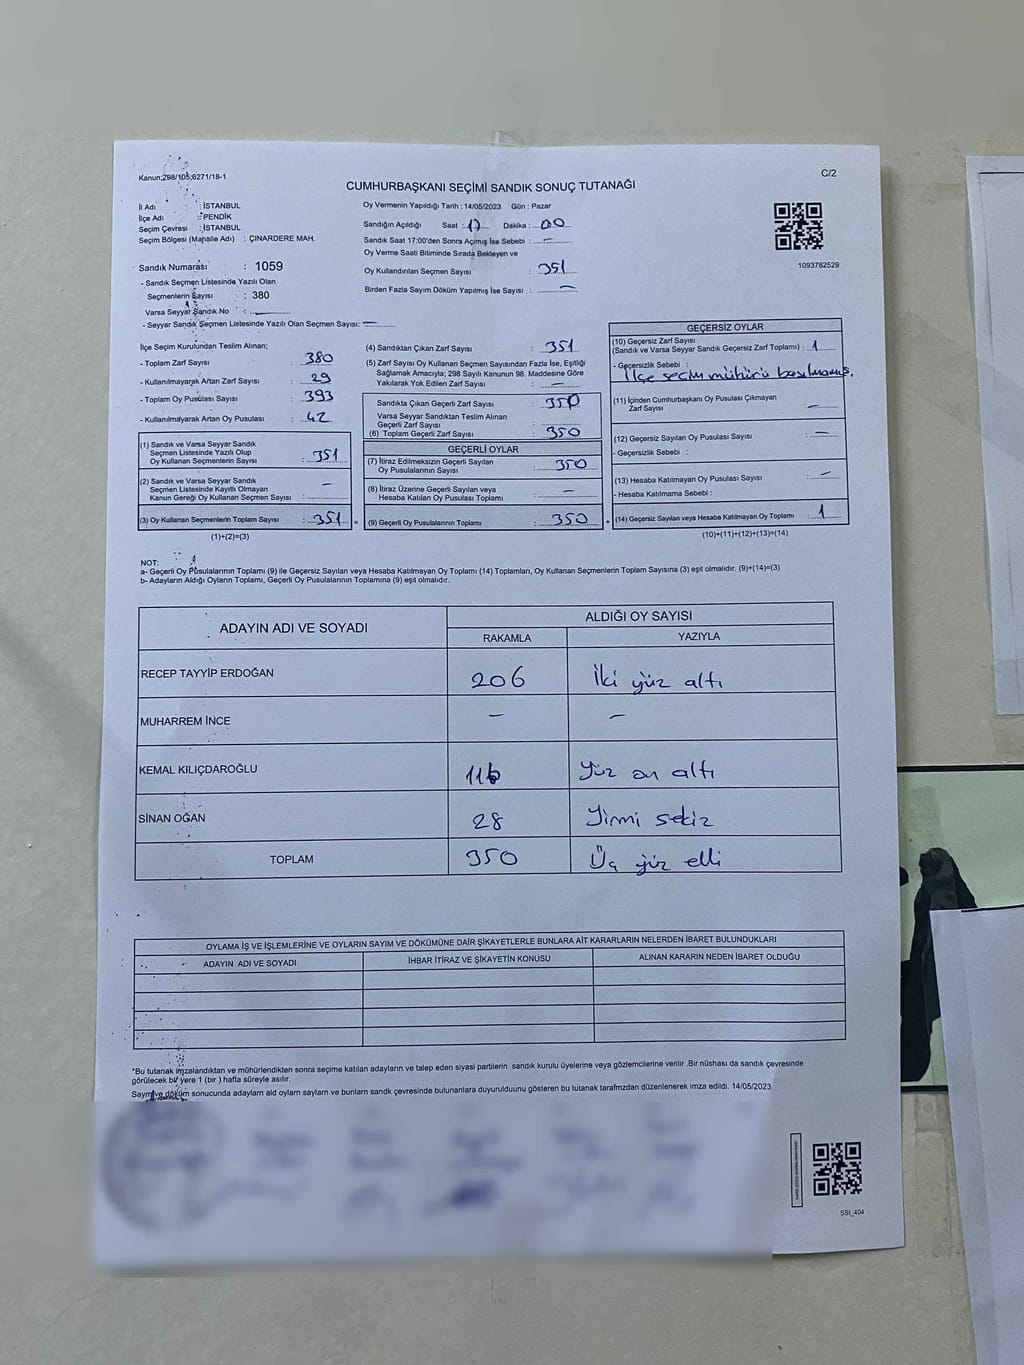 Kanun;298/105;6271/18-1
C/2
CUMHURBAŞKANI SEÇİMİ SANDIK SONUÇ TUTANAĞI
İl Adı : İSTANBUL
İlçe Adı : PENDİK
Seçim Çevresi : İSTANBUL
Seçim Bölgesi (Mahalle Adı) : ÇINARDERE MAH.
Sandık Numarası : 1059
- Sandık Seçmen Listesinde Yazılı Olan
Seçmenlerin Sayısı : 380
Varsa Seyyar Sandık No
- Seyyar Sandık Seçmen Listesinde Yazılı Olan Seçmen Sayısı: —
Oy Vermenin Yapıldığı Tarih : 14/05/2023 Gün : Pazar
Sandığın Açıldığı Saat : 17 Dakika : 00
Sandık Saat 17:00'den Sonra Açımış İse Sebebi : —
Oy Verme Saati Bitiminde Sırada Bekleyen ve
Oy Kullandırılan Seçmen Sayısı : 351
Birden Fazla Sayım Döküm Yapılmış İse Sayısı : —
1093782529
İlçe Seçim Kurulundan Teslim Alınan;
- Toplam Zarf Sayısı : 380
- Kullanılmayarak Artan Zarf Sayısı : 29
- Toplam Oy Pusulası Sayısı : 393
- Kullanılmayarak Artan Oy Pusulası : 42
(1) Sandık ve Varsa Seyyar Sandık
Seçmen Listesinde Yazılı Olup
Oy Kullanan Seçmenlerin Sayısı : 351
(2) Sandık ve Varsa Seyyar Sandık
Seçmen Listesinde Kayıtlı Olmayan
Kanun Gereği Oy Kullanan Seçmen Sayısı : —
(3) Oy Kullanan Seçmenlerin Toplam Sayısı : 351 =
(1)+(2)=(3)
(4) Sandıktan Çıkan Zarf Sayısı : 351
(5) Zarf Sayısı Oy Kullanan Seçmen Sayısından Fazla İse, Eşitliği
Sağlamak Amacıyla; 298 Sayılı Kanunun 98. Maddesine Göre
Yakılarak Yok Edilen Zarf Sayısı : —
Sandıkta Çıkan Geçerli Zarf Sayısı : 350
Varsa Seyyar Sandıktan Teslim Alınan
Geçerli Zarf Sayısı :
(6) Toplam Geçerli Zarf Sayısı : 350
GEÇERLİ OYLAR
(7) İtiraz Edilmeksizin Geçerli Sayılan
Oy Pusulalarının Sayısı : 350
(8) İtiraz Üzerine Geçerli Sayılan veya
Hesaba Katılan Oy Pusulası Toplamı : —
(9) Geçerli Oy Pusulalarının Toplamı : 350 +
GEÇERSİZ OYLAR
(10) Geçersiz Zarf Sayısı
(Sandık ve Varsa Seyyar Sandık Geçersiz Zarf Toplamı) : 1
- Geçersizlik Sebebi :
İlçe seçim mühürü basılmamış.
(11) İçinden Cumhurbaşkanı Oy Pusulası Çıkmayan
Zarf Sayısı : —
(12) Geçersiz Sayılan Oy Pusulası Sayısı : —
- Geçersizlik Sebebi :
(13) Hesaba Katılmayan Oy Pusulası Sayısı : —
- Hesaba Katılmama Sebebi :
(14) Geçersiz Sayılan veya Hesaba Katılmayan Oy Toplamı : 1
(10)+(11)+(12)+(13)=(14)
NOT:
a- Geçerli Oy Pusulalarının Toplamı (9) ile Geçersiz Sayılan veya Hesaba Katılmayan Oy Toplamı (14) Toplamları, Oy Kullanan Seçmenlerin Toplam Sayısına (3) eşit olmalıdır. (9)+(14)=(3)
b- Adayların Aldığı Oyların Toplamı, Geçerli Oy Pusulalarının Toplamına (9) eşit olmalıdır.
ADAYIN ADI VE SOYADI
ALDIĞI OY SAYISI
RAKAMLA YAZIYLA
RECEP TAYYİP ERDOĞAN 206 İki yüz altı
MUHARREM İNCE — —
KEMAL KILIÇDAROĞLU 116 Yüz on altı
SİNAN OĞAN 28 Yirmi sekiz
TOPLAM 350 Üç yüz elli
OYLAMA İŞ VE İŞLEMLERİNE VE OYLARIN SAYIM VE DÖKÜMÜNE DAİR ŞİKAYETLERLE BUNLARA AİT KARARLARIN NELERDEN İBARET BULUNDUKLARI
ADAYIN ADI VE SOYADI İHBAR İTİRAZ VE ŞİKAYETİN KONUSU ALINAN KARARIN NEDEN İBARET OLDUĞU
*Bu tutanak imzalandıktan ve mühürlendikten sonra seçime katılan adayların ve talep eden siyasi partilerin sandık kurulu üyelerine veya gözlemcilerine verilir .Bir nüshası da sandık çevresinde
görülecek bir yere 1 (bir ) hafta süreyle asılır.
Sayım ve döküm sonucunda adayların ald oyların sayların ve bunların sandık çevresinde bulunanlara duyurulduunu gösteren bu tutanak tarafmzdan düzenlenerek imza edildi. 14/05/2023
SSI_404